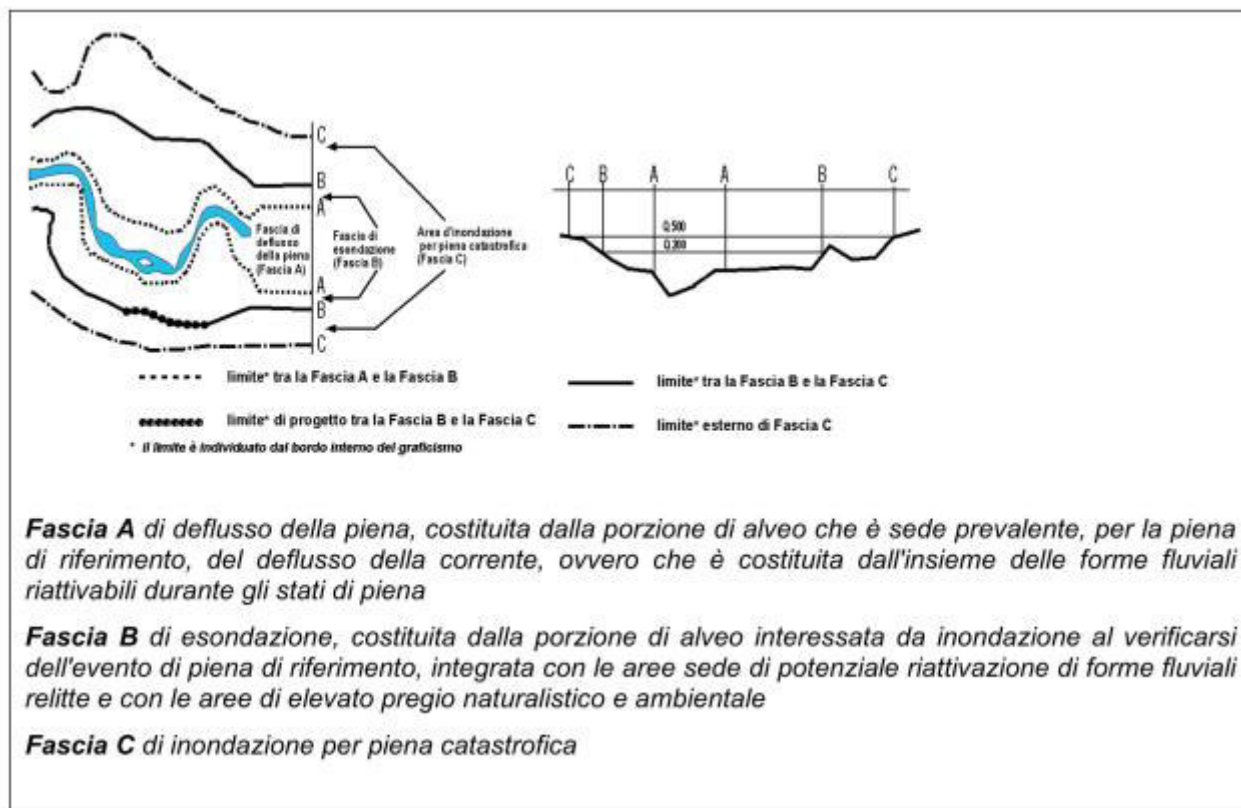 C
B
A
A
B
C
Fascia di
deflusso
della piena
(Fascia A)
Fascia di
esondazione
(Fascia B)
Area d'inondazione
per piena catastrofica
(Fascia C)
C B A A B C
Q.500
Q.200
limite* tra la Fascia A e la Fascia B
limite* tra la Fascia B e la Fascia C
limite* di progetto tra la Fascia B e la Fascia C
limite* esterno di Fascia C
* Il limite è individuato dal bordo interno del graficismo
Fascia A di deflusso della piena, costituita dalla porzione di alveo che è sede prevalente, per la piena
di riferimento, del deflusso della corrente, ovvero che è costituita dall'insieme delle forme fluviali
riattivabili durante gli stati di piena
Fascia B di esondazione, costituita dalla porzione di alveo interessata da inondazione al verificarsi
dell'evento di piena di riferimento, integrata con le aree sede di potenziale riattivazione di forme fluviali
relitte e con le aree di elevato pregio naturalistico e ambientale
Fascia C di inondazione per piena catastrofica